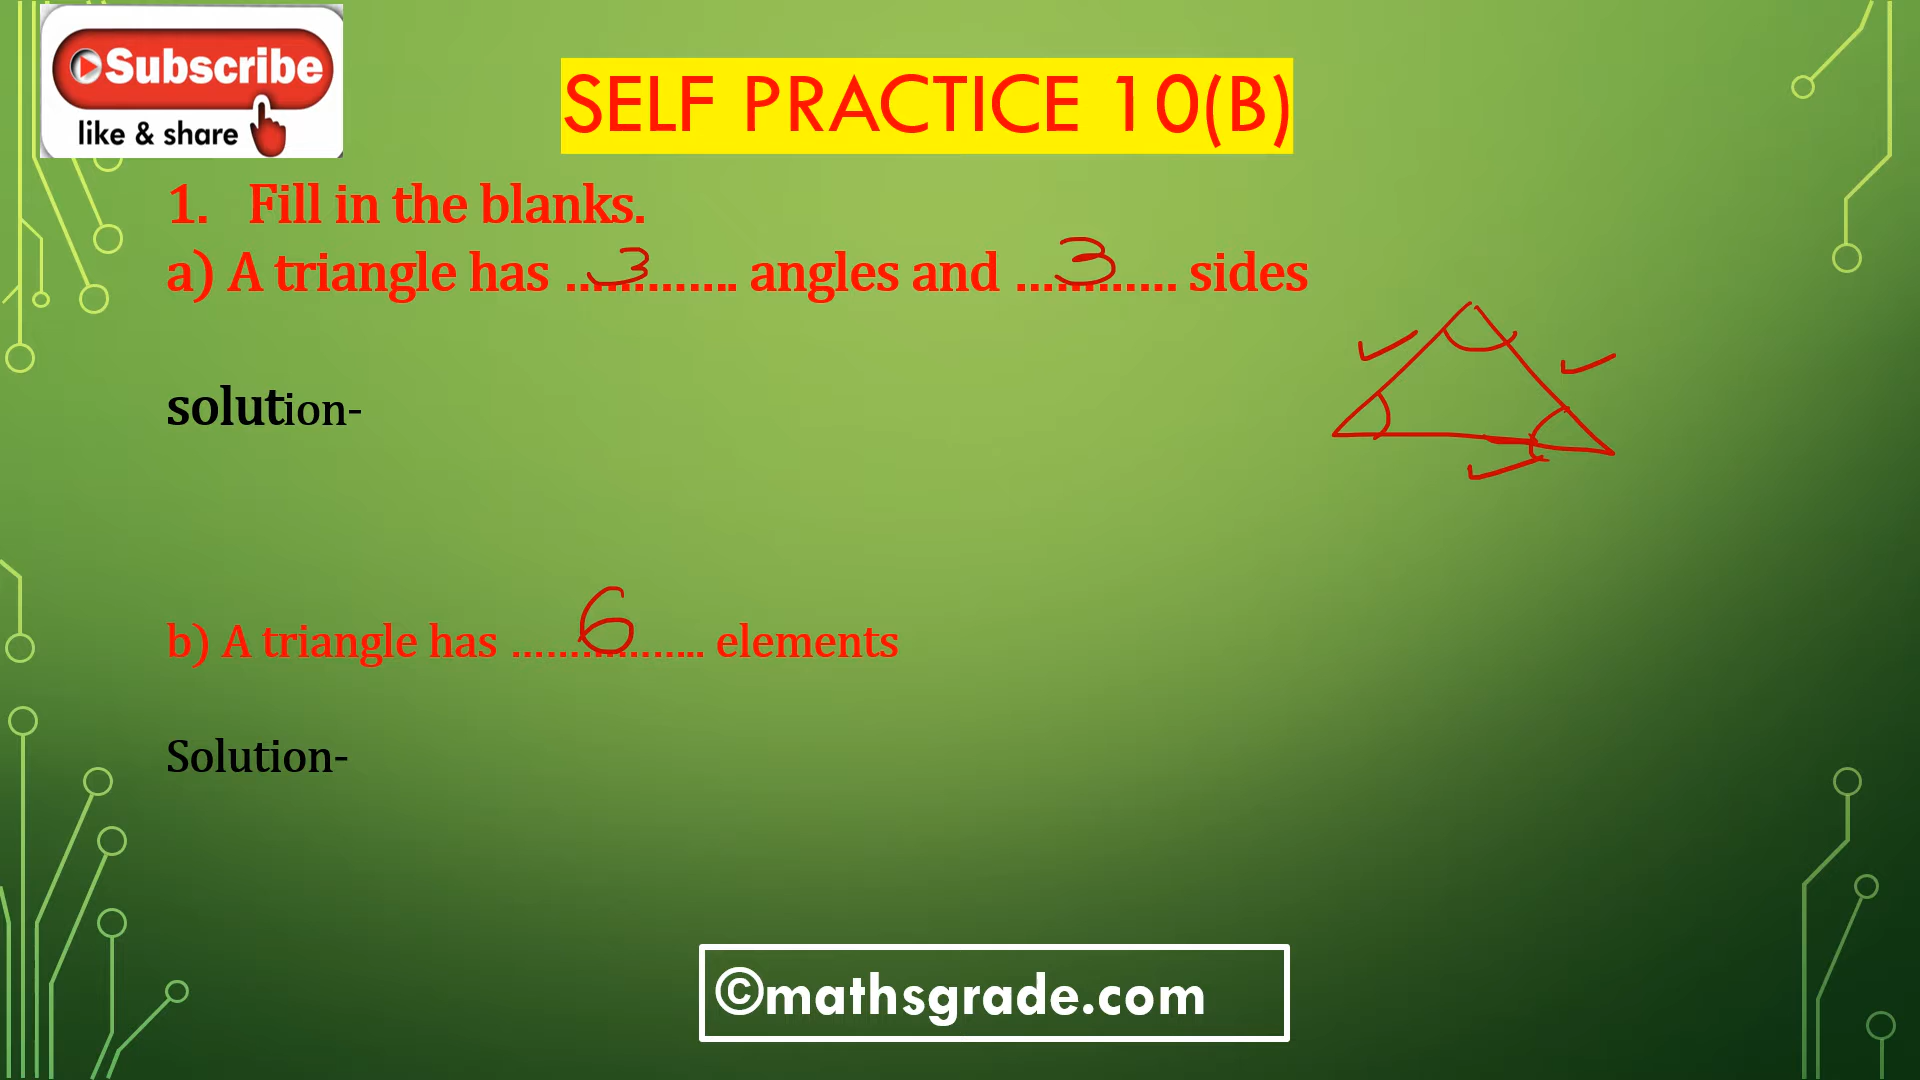 Subscribe
like & share
SELF PRACTICE 10(B)
1. Fill in the blanks.
a) A triangle has ......3....... angles and ......3...... sides
solution-
b) A triangle has .......6......... elements
Solution-
©mathsgrade.com